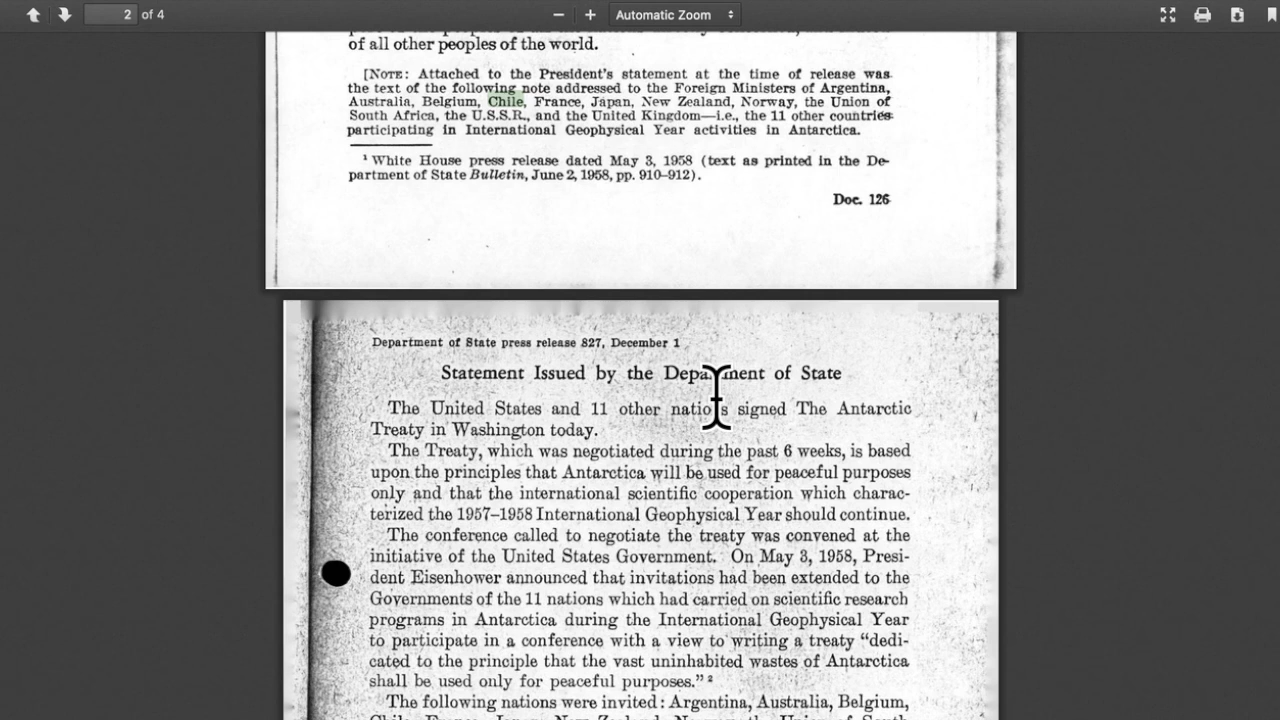 2 of 4 Automatic Zoom
of all other peoples of the world.
[NOTE: Attached to the President's statement at the time of release was
the text of the following note addressed to the Foreign Ministers of Argentina,
Australia, Belgium, Chile, France, Japan, New Zealand, Norway, the Union of
South Africa, the U.S.S.R., and the United Kingdom—i.e., the 11 other countries
participating in International Geophysical Year activities in Antarctica.
¹ White House press release dated May 3, 1958 (text as printed in the De-
partment of State Bulletin, June 2, 1958, pp. 910–912).
Doc. 126
Department of State press release 827, December 1
Statement Issued by the Department of State
The United States and 11 other nations signed The Antarctic
Treaty in Washington today.
The Treaty, which was negotiated during the past 6 weeks, is based
upon the principles that Antarctica will be used for peaceful purposes
only and that the international scientific cooperation which charac-
terized the 1957–1958 International Geophysical Year should continue.
The conference called to negotiate the treaty was convened at the
initiative of the United States Government. On May 3, 1958, Presi-
dent Eisenhower announced that invitations had been extended to the
Governments of the 11 nations which had carried on scientific research
programs in Antarctica during the International Geophysical Year
to participate in a conference with a view to writing a treaty “dedi-
cated to the principle that the vast uninhabited wastes of Antarctica
shall be used only for peaceful purposes.” ²
The following nations were invited: Argentina, Australia, Belgium,